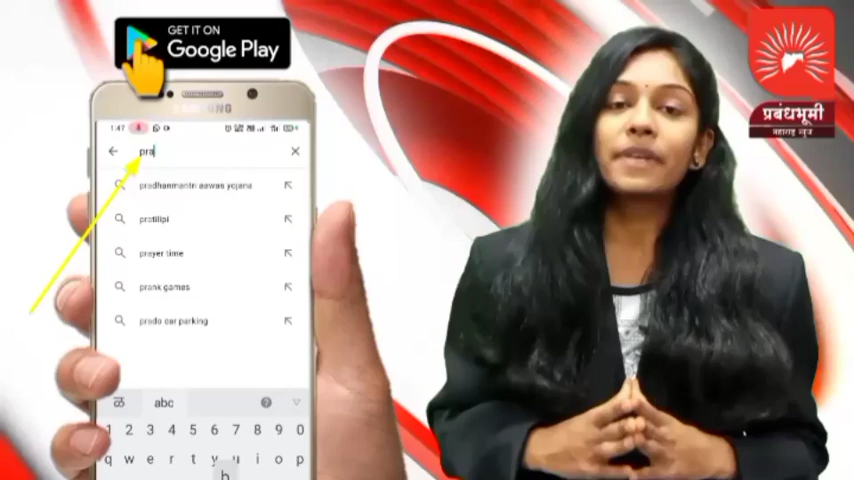 GET IT ON
Google Play
SAMSUNG
1:47
pra
pradhanmantri aawas yojana
pratilipi
prayer time
prank games
prado car parking
abc
1 2 3 4 5 6 7 8 9 0
q w e r t y u i o p
h
प्रबंधभूमी
महाराष्ट्र न्यूज